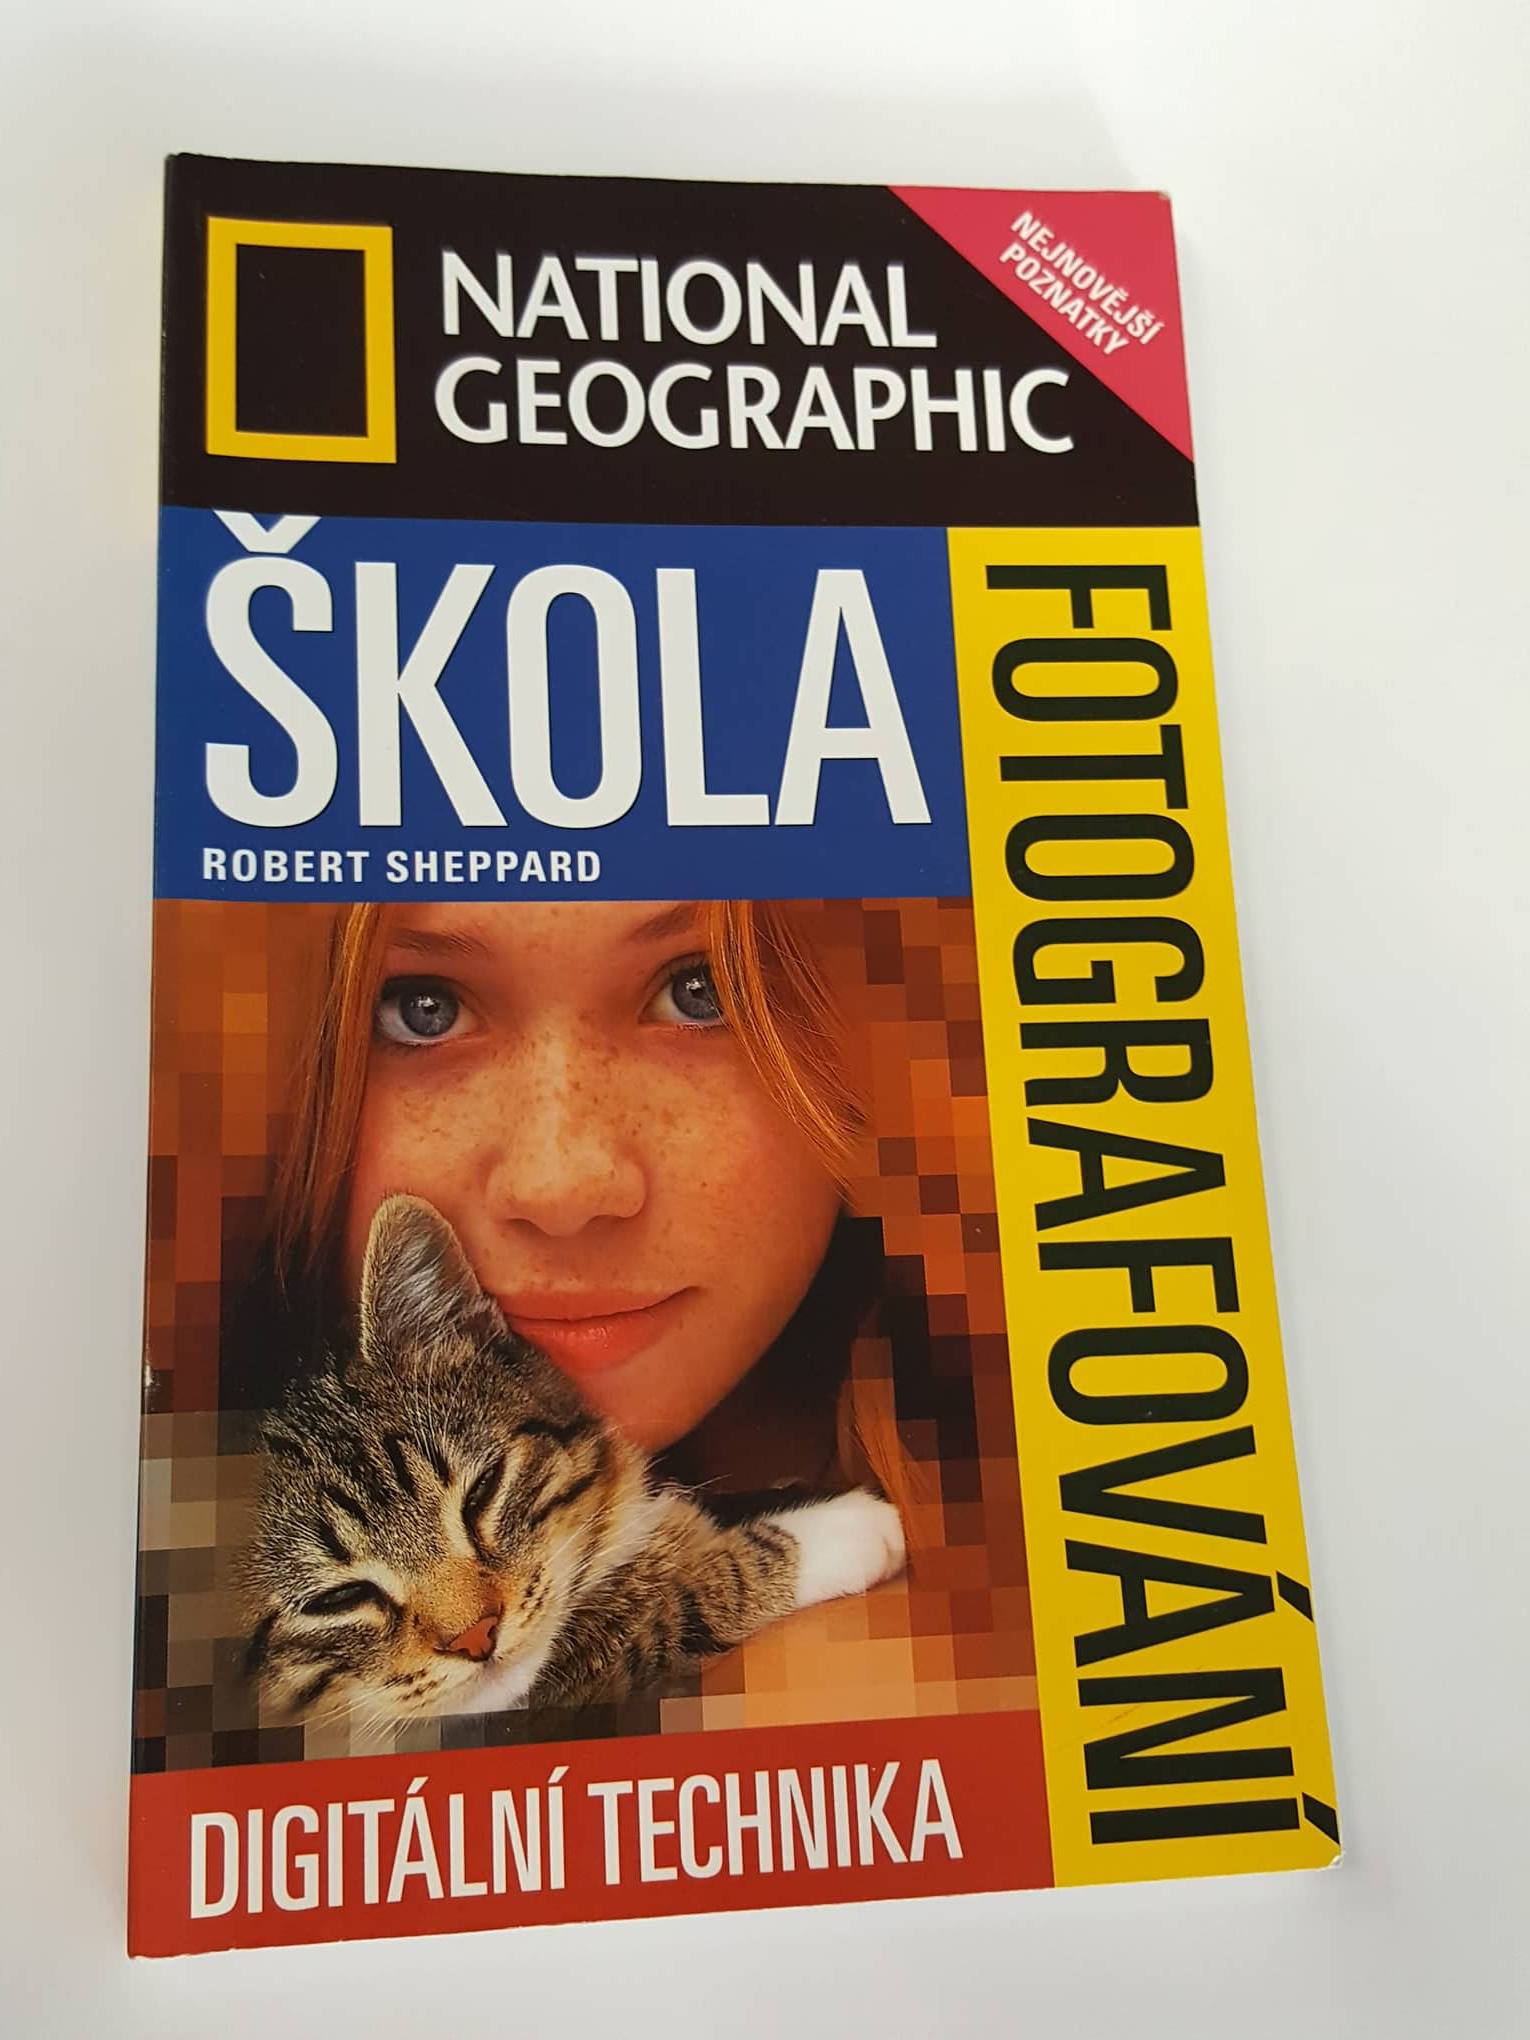 NATIONAL
GEOGRAPHIC
NEJNOVĚJŠÍ
POZNATKY
ŠKOLA
FOTOGRAFOVÁNÍ
ROBERT SHEPPARD
DIGITÁLNÍ TECHNIKA